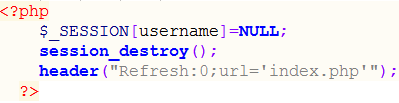 <?php
$_SESSION[username]=NULL;
session_destroy();
header("Refresh:0;url='index.php'");
?>